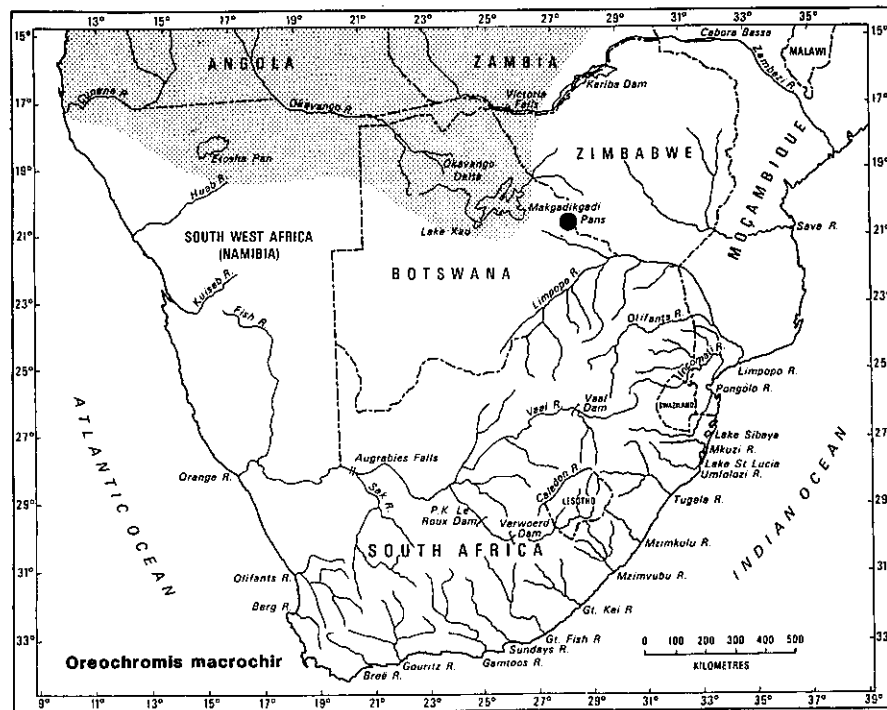 9° 13° 15° 17° 19° 21° 23° 25° 27° 29° 31° 33° 35°
15° 15°
Cabora Bassa
MALAWI
ANGOLA
ZAMBIA
Zambezi R.
Kariba Dam
Cunene R.
Victoria Falls
17° 17°
Okavango R.
ZIMBABWE
MOÇAMBIQUE
Etosha Pan
19° 19°
Okavango Delta
Huab R.
Makgadikgadi Pans
Lake Xau
Save R.
21° 21°
SOUTH WEST AFRICA
(NAMIBIA)
BOTSWANA
Kuiseb R.
Limpopo R.
23° 23°
Fish R.
Olifants R.
Incomati R.
25° 25°
Limpopo R.
Pongolo R.
SWAZILAND
Vaal R.
Vaal Dam
27° 27°
Lake Sibaya
Mkuzi R.
Lake St Lucia
Umfolozi R.
Augrabies Falls
Orange R.
Caledon R.
Tugela R.
29° 29°
Sak R.
LESOTHO
P.K. Le Roux Dam
Verwoerd Dam
SOUTH AFRICA
Mzimkulu R.
31° 31°
Olifants R.
Mzimvubu R.
Berg R.
Gt. Kei R.
33° 33°
Gt. Fish R
Sundays R.
Gamtoos R.
Gouritz R.
Breë R.
ATLANTIC OCEAN
INDIAN OCEAN
0 100 200 300 400 500
KILOMETRES
Oreochromis macrochir
9° 11° 13° 15° 17° 19° 21° 23° 25° 27° 29° 31° 33° 35° 37° 39°